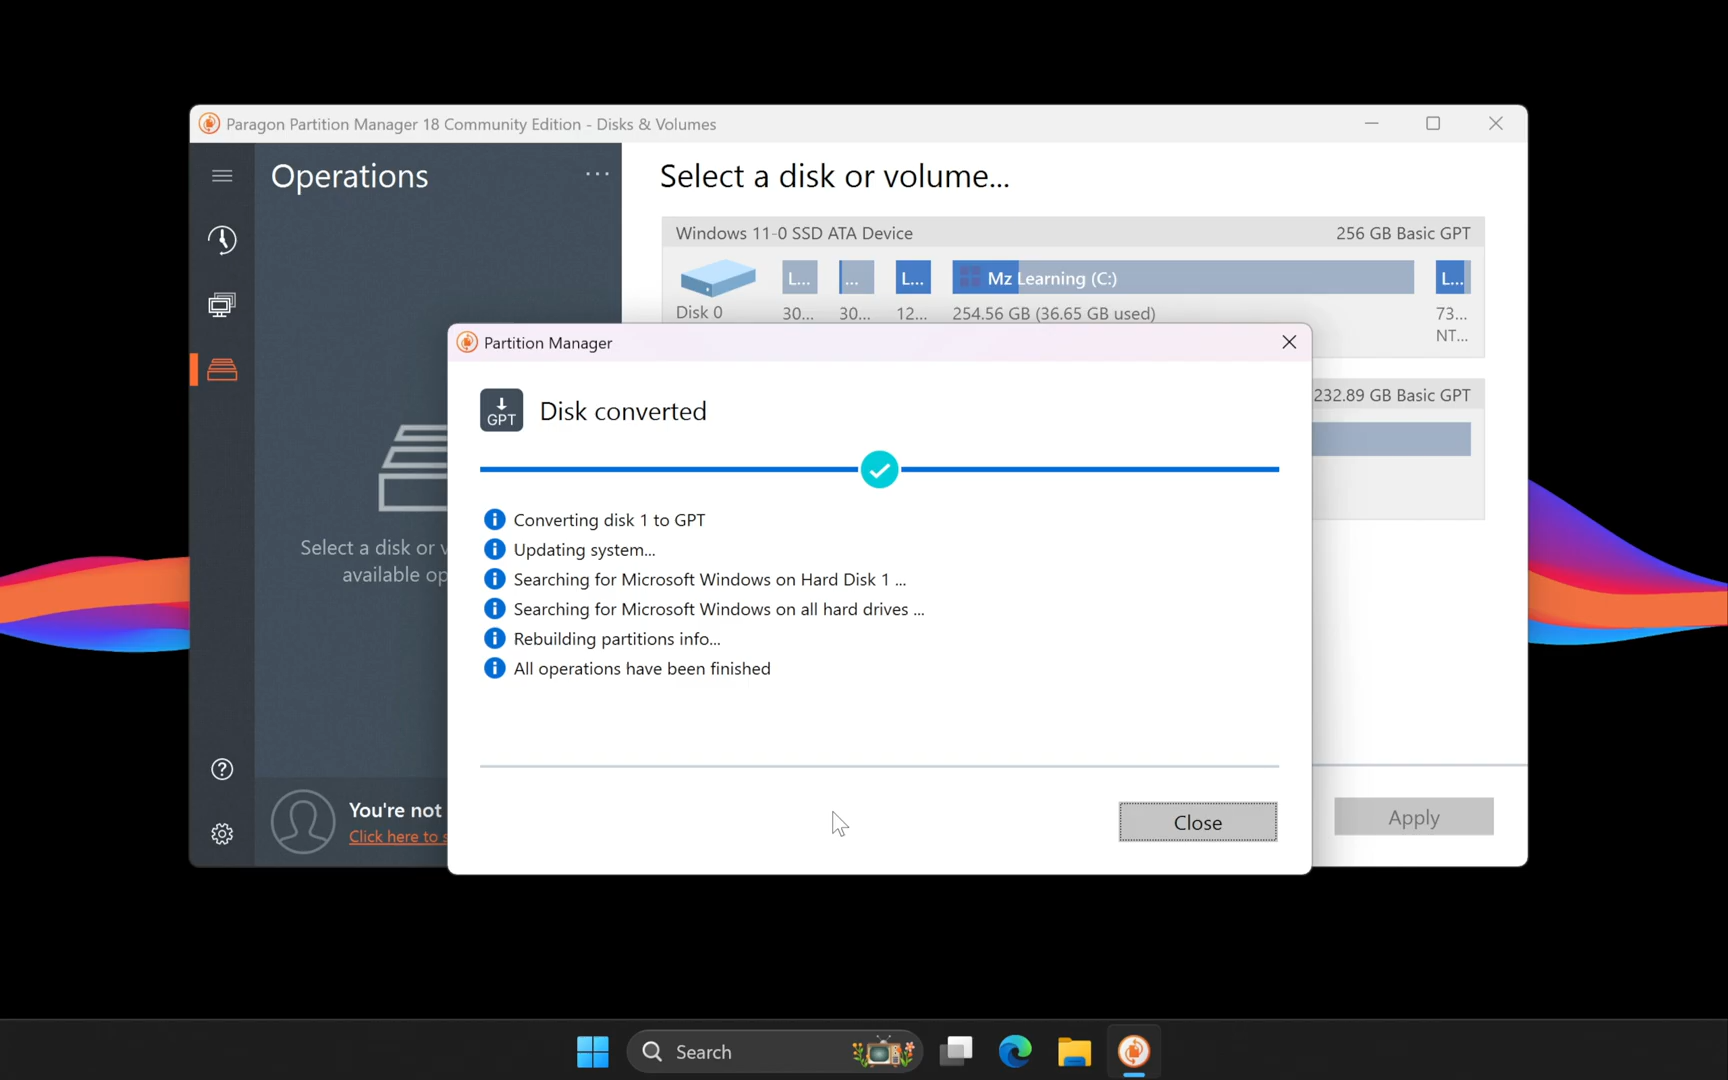 Paragon Partition Manager 18 Community Edition - Disks & Volumes
Operations
...
Select a disk or volume...
Windows 11-0 SSD ATA Device
256 GB Basic GPT
L...
...
L...
Mz Learning (C:)
L...
Disk 0
30...
30...
12...
254.56 GB (36.65 GB used)
73...
NT...
Partition Manager
232.89 GB Basic GPT
GPT
Disk converted
Converting disk 1 to GPT
Updating system...
Searching for Microsoft Windows on Hard Disk 1 ...
Searching for Microsoft Windows on all hard drives ...
Rebuilding partitions info...
All operations have been finished
Select a disk or
available op
You're not
Click here to s
Close
Apply
Search